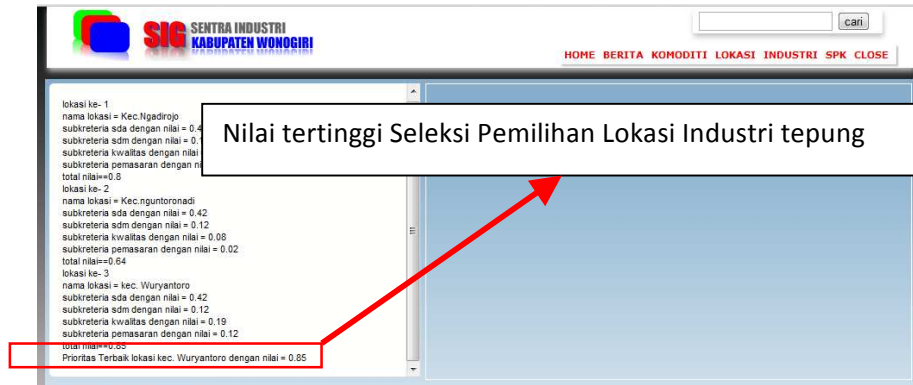 SIG SENTRA INDUSTRI
KABUPATEN WONOGIRI
cari
HOME BERITA KOMODITI LOKASI INDUSTRI SPK CLOSE
lokasi ke- 1
nama lokasi = Kec.Ngadirojo
subkreteria sda dengan nilai = 0.4
subkreteria sdm dengan nilai = 0.
subkreteria kwalitas dengan nilai
subkreteria pemasaran dengan
total nilai==0.8
lokasi ke- 2
nama lokasi = Kec.nguntoronadi
subkreteria sda dengan nilai = 0.42
subkreteria sdm dengan nilai = 0.12
subkreteria kwalitas dengan nilai = 0.08
subkreteria pemasaran dengan nilai = 0.02
total nilai==0.64
lokasi ke- 3
nama lokasi = kec. Wuryantoro
subkreteria sda dengan nilai = 0.42
subkreteria sdm dengan nilai = 0.12
subkreteria kwalitas dengan nilai = 0.19
subkreteria pemasaran dengan nilai = 0.12
total nilai==0.85
Prioritas Terbaik lokasi kec. Wuryantoro dengan nilai = 0.85
Nilai tertinggi Seleksi Pemilihan Lokasi Industri tepung